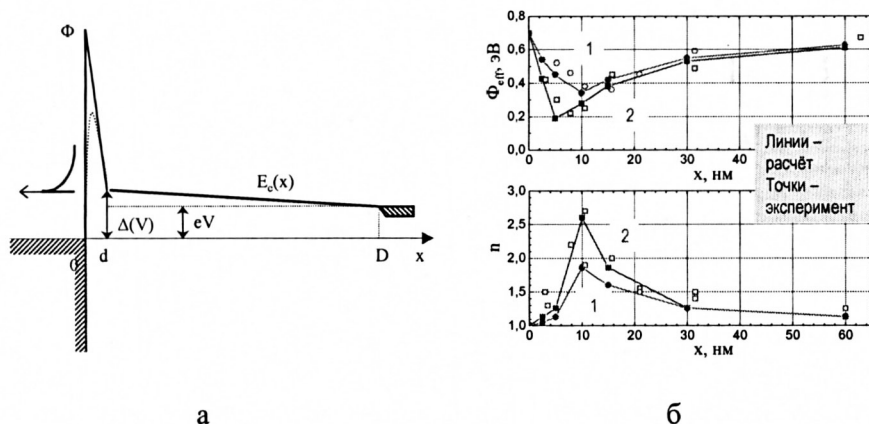 Φ
E_c(x)
Δ(V)
eV
0
d
D
x
а
0,8
0,6
0,4
0,2
0,0
Φ_eff, эВ
1
2
0
10
20
30
40
50
60
x, нм
Линии –
расчёт
Точки –
эксперимент
3,0
2,5
2,0
1,5
1,0
n
2
1
0
10
20
30
40
50
60
x, нм
б